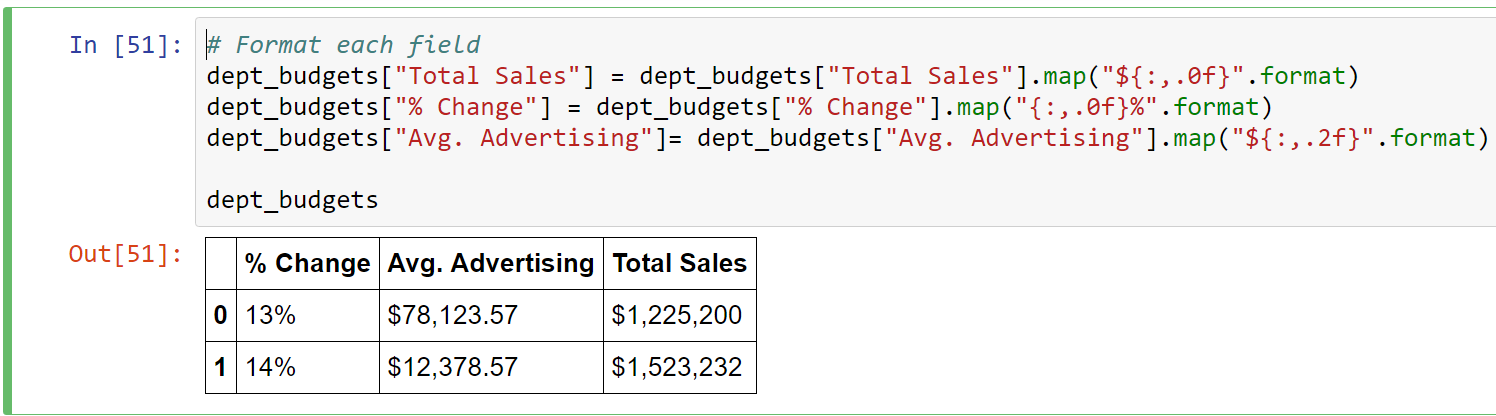 In [51]: # Format each field
dept_budgets["Total Sales"] = dept_budgets["Total Sales"].map("${:,.0f}".format)
dept_budgets["% Change"] = dept_budgets["% Change"].map("{:,.0f}%".format)
dept_budgets["Avg. Advertising"]= dept_budgets["Avg. Advertising"].map("${:,.2f}".format)
dept_budgets
Out[51]:
% Change Avg. Advertising Total Sales
0 13% $78,123.57 $1,225,200
1 14% $12,378.57 $1,523,232